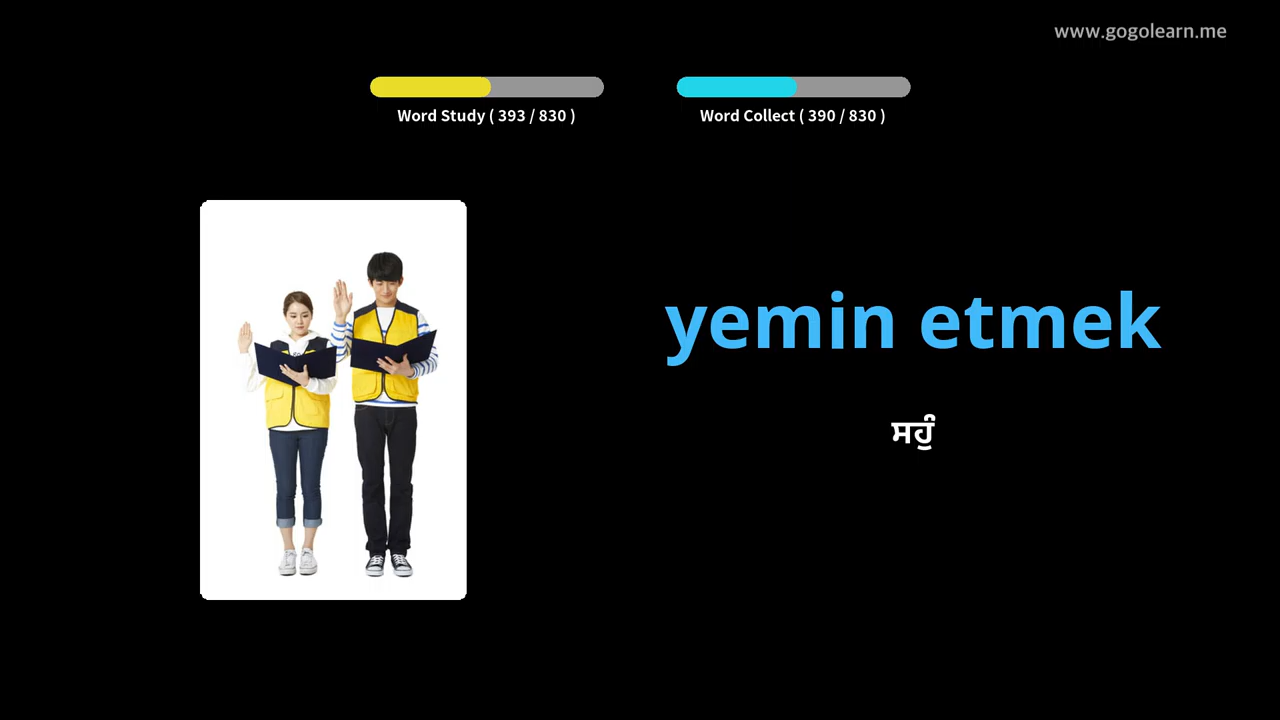 www.gogolearn.me
Word Study ( 393 / 830 )
Word Collect ( 390 / 830 )
yemin etmek
ਸਹੁੰ